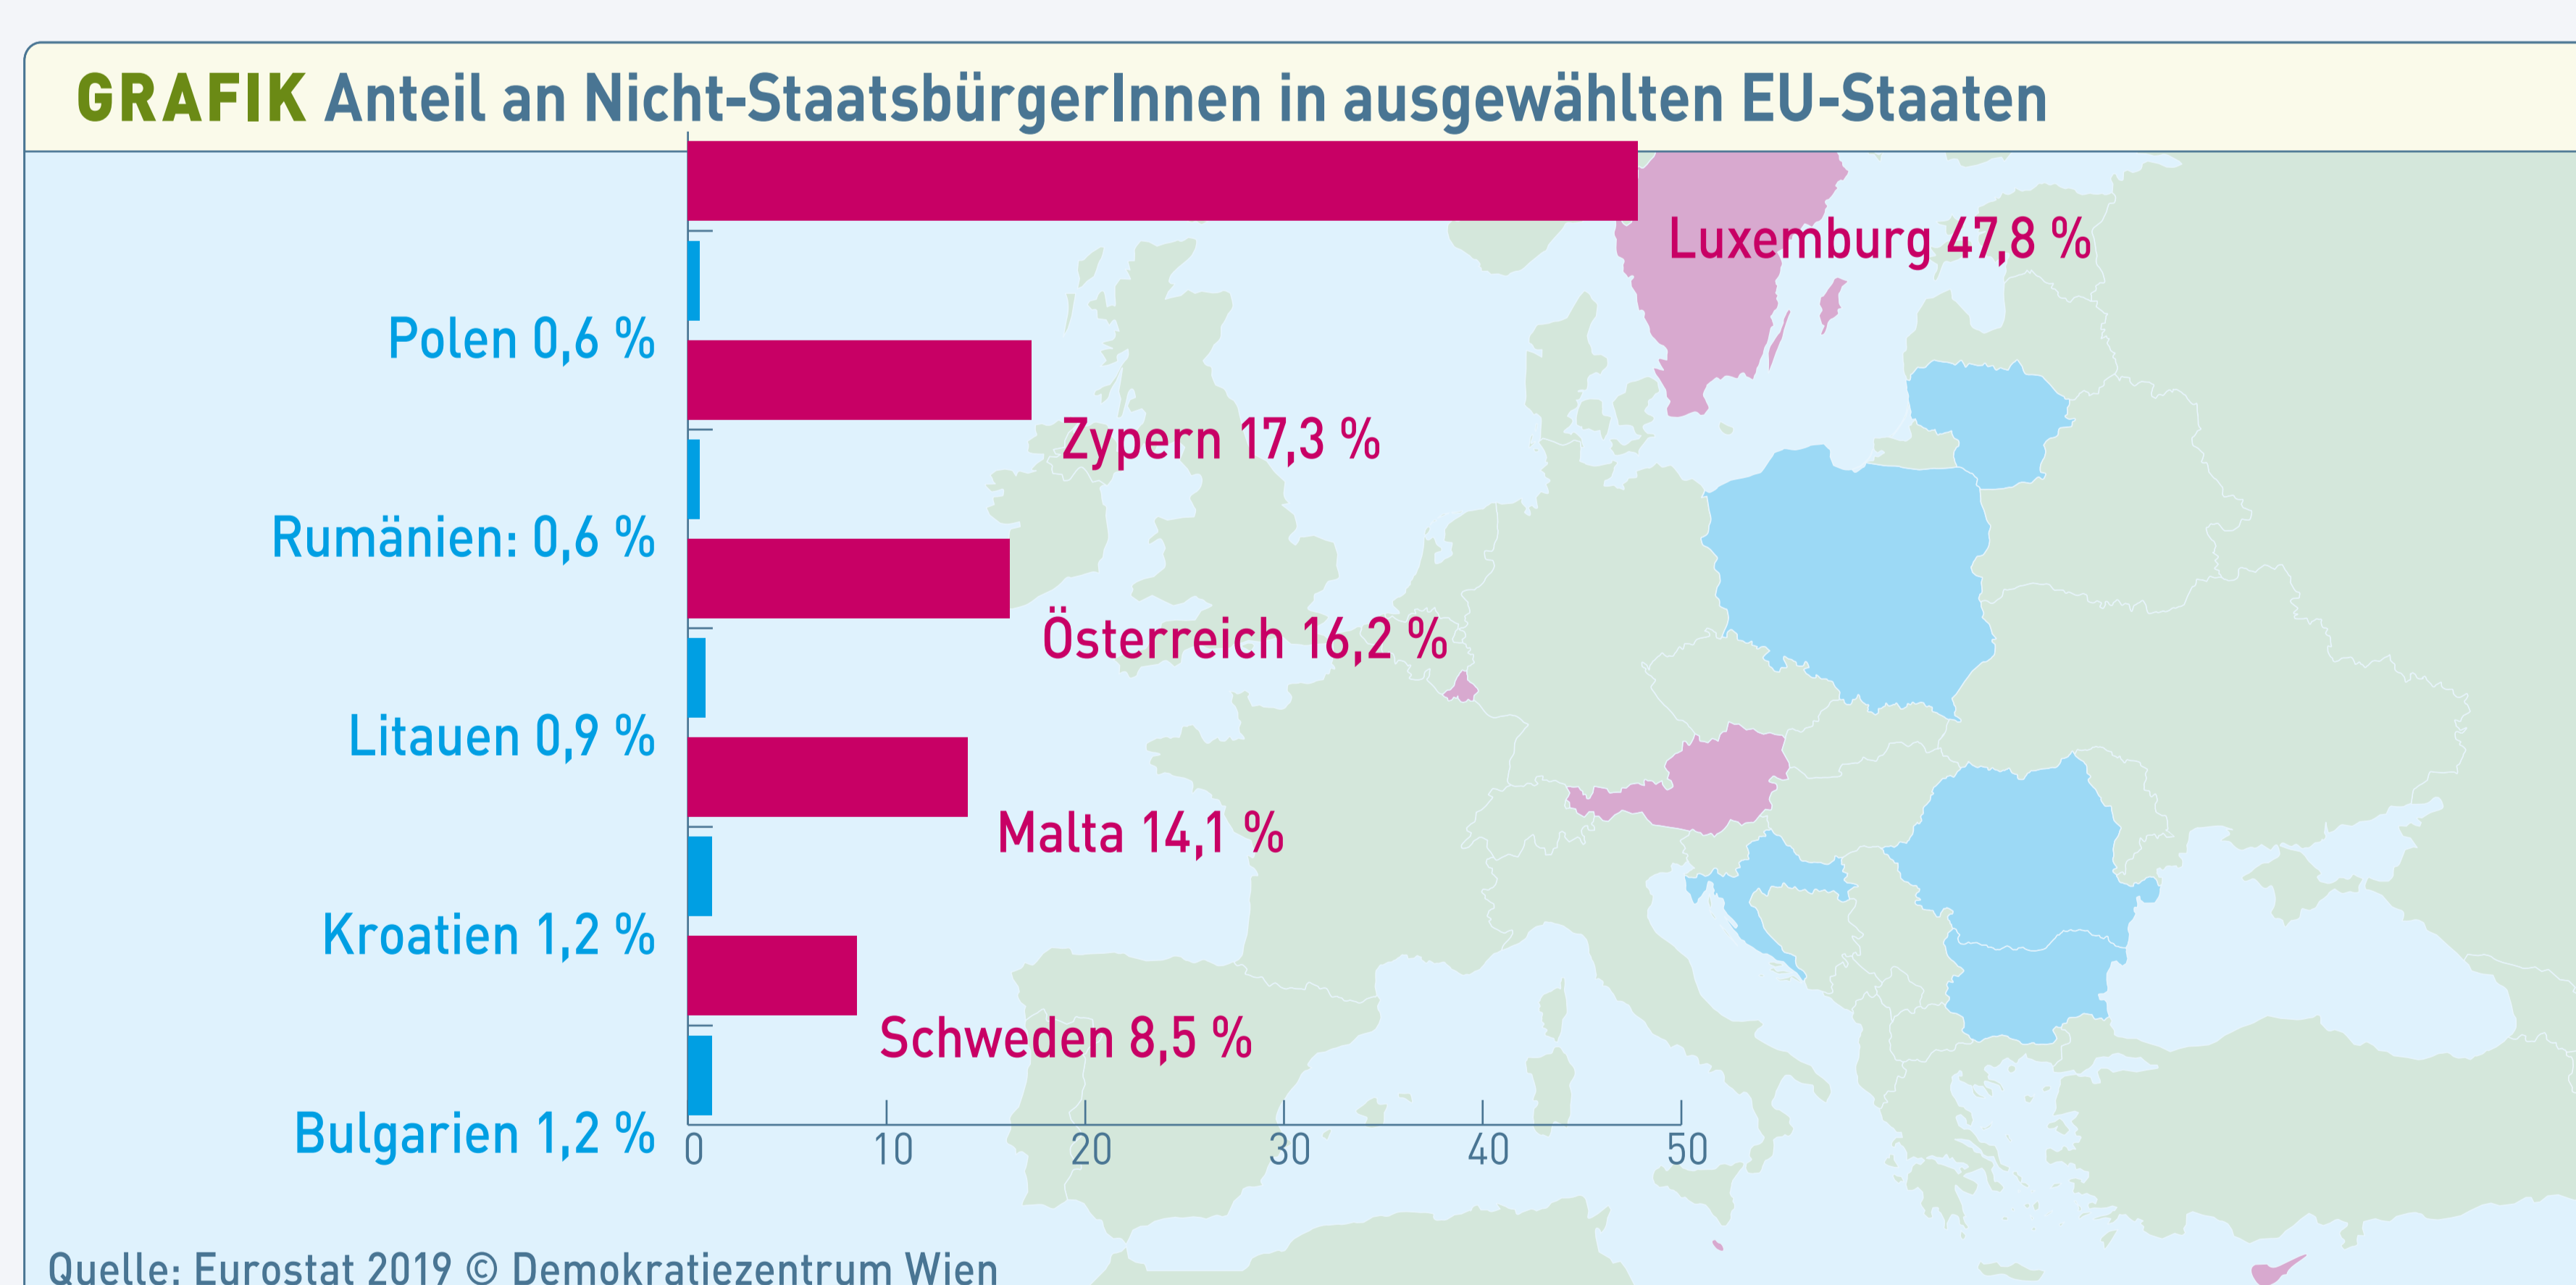 GRAFIK Anteil an Nicht-StaatsbürgerInnen in ausgewählten EU-Staaten
Luxemburg 47,8 %
Polen 0,6 %
Zypern 17,3 %
Rumänien: 0,6 %
Österreich 16,2 %
Litauen 0,9 %
Malta 14,1 %
Kroatien 1,2 %
Schweden 8,5 %
Bulgarien 1,2 %
0 10 20 30 40 50
Quelle: Eurostat 2019 © Demokratiezentrum Wien